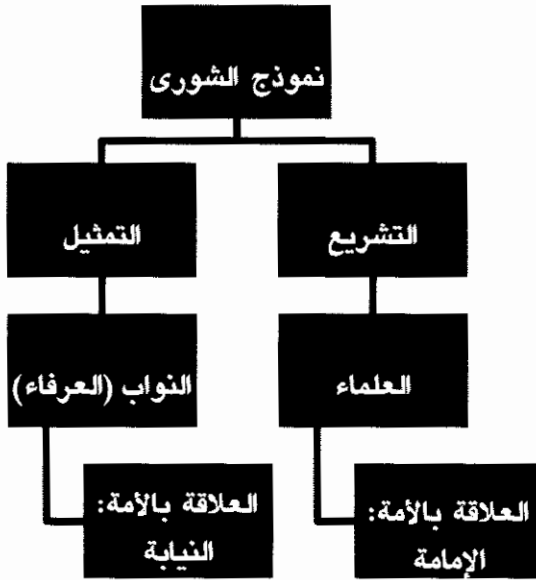 نموذج الشورى
التشريع
التمثيل
العلماء
النواب (العرفاء)
العلاقة بالأمة:
الإمامة
العلاقة بالأمة:
النيابة